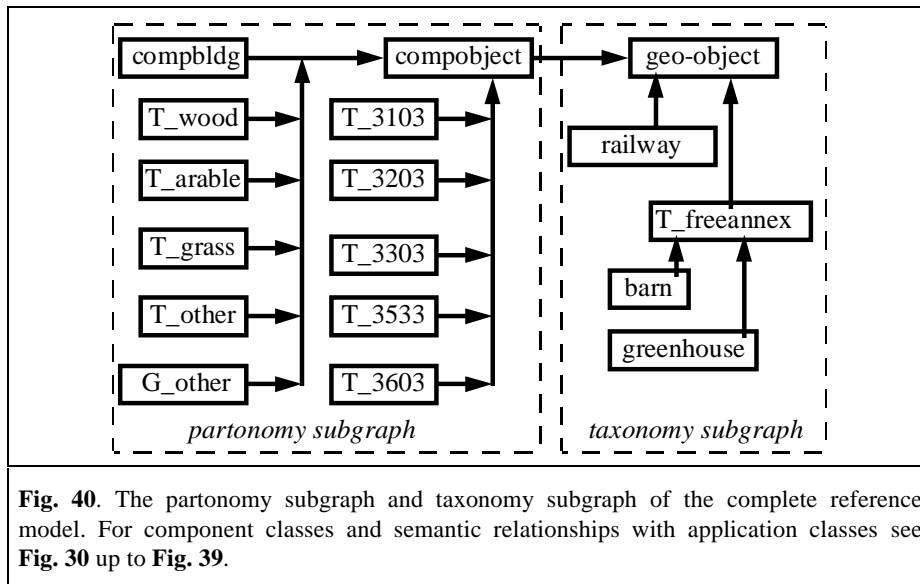 compbldg compobject geo-object
T_wood T_3103
railway
T_arable T_3203
T_freeannex
T_grass T_3303
barn
T_other T_3533
greenhouse
G_other T_3603
partonomy subgraph taxonomy subgraph
Fig. 40. The partonomy subgraph and taxonomy subgraph of the complete reference
model. For component classes and semantic relationships with application classes see
Fig. 30 up to Fig. 39.